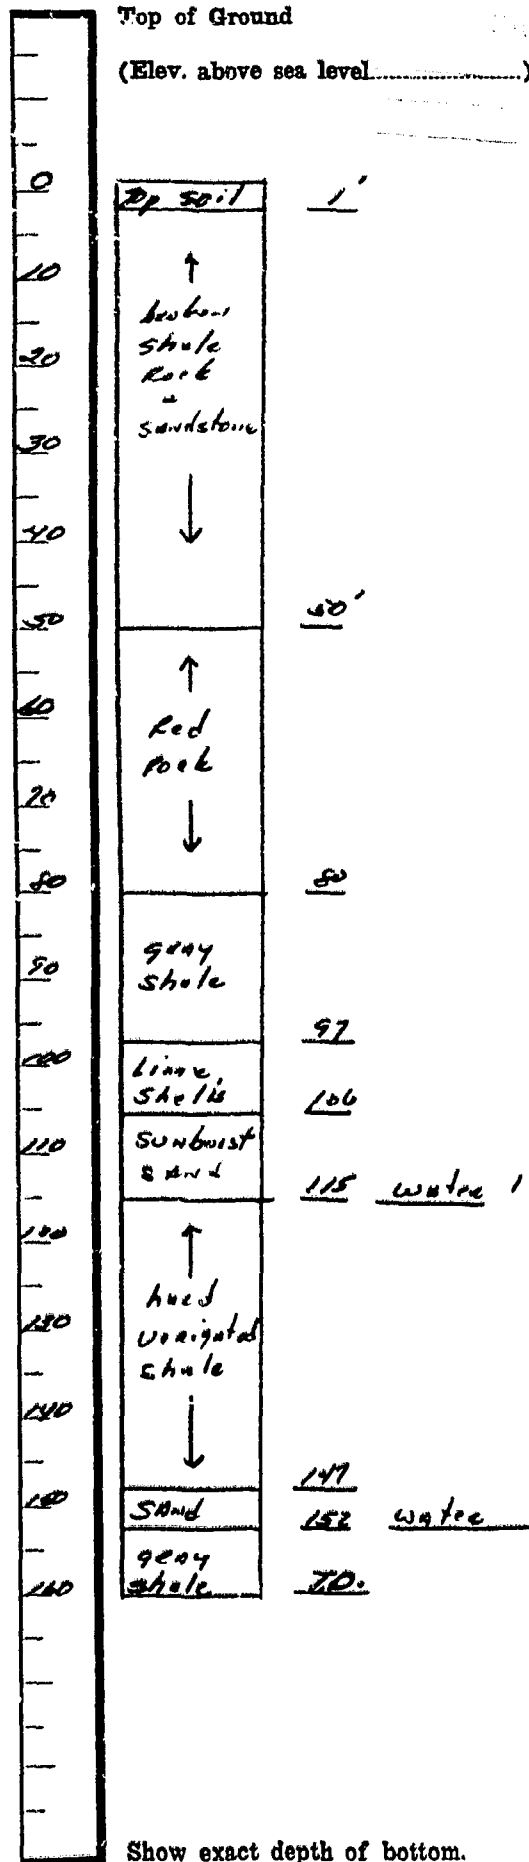 Top of Ground
(Elev. above sea level....................)
0
Top soil 1'
10
shale
20
Rock
sandstone
30
40
50 50'
60
Red
Rock
70
80 80
gray
90
shale
97
100
Lime
shells 106
110
sunburst
sand 115 water
120
hard
130
shale
140
147
150
sand 152 water
gray
160
shale T.D.
Show exact depth of bottom.